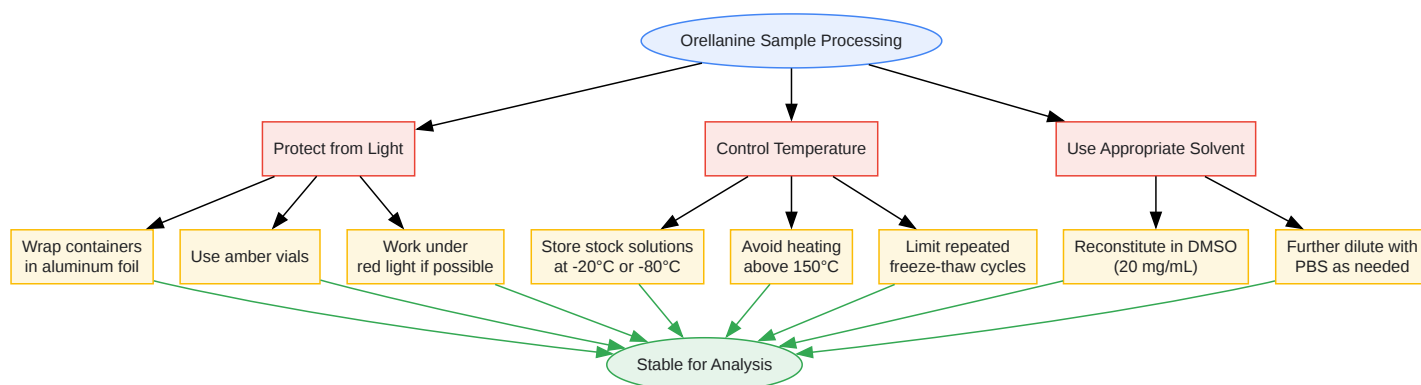 Orellanine Sample Processing
Protect from Light
Control Temperature
Use Appropriate Solvent
Wrap containers
in aluminum foil
Use amber vials
Work under
red light if possible
Store stock solutions
at -20°C or -80°C
Avoid heating
above 150°C
Limit repeated
freeze-thaw cycles
Reconstitute in DMSO
(20 mg/mL)
Further dilute with
PBS as needed
Stable for Analysis